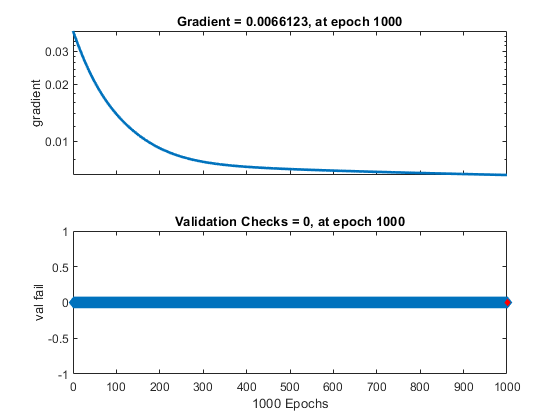 Gradient = 0.0066123, at epoch 1000
0.03
0.02
0.01
gradient
Validation Checks = 0, at epoch 1000
1
0.5
0
-0.5
-1
val fail
0 100 200 300 400 500 600 700 800 900 1000
1000 Epochs